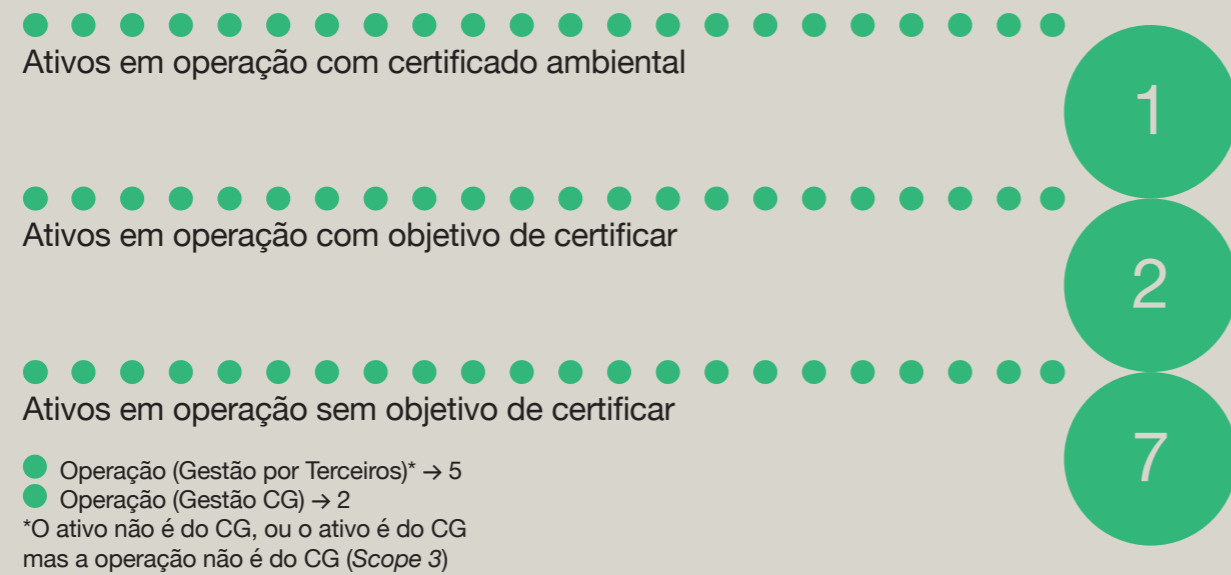 Ativos em operação com certificado ambiental
1
Ativos em operação com objetivo de certificar
2
Ativos em operação sem objetivo de certificar
7
Operação (Gestão por Terceiros)* → 5
Operação (Gestão CG) → 2
*O ativo não é do CG, ou o ativo é do CG
mas a operação não é do CG (Scope 3)